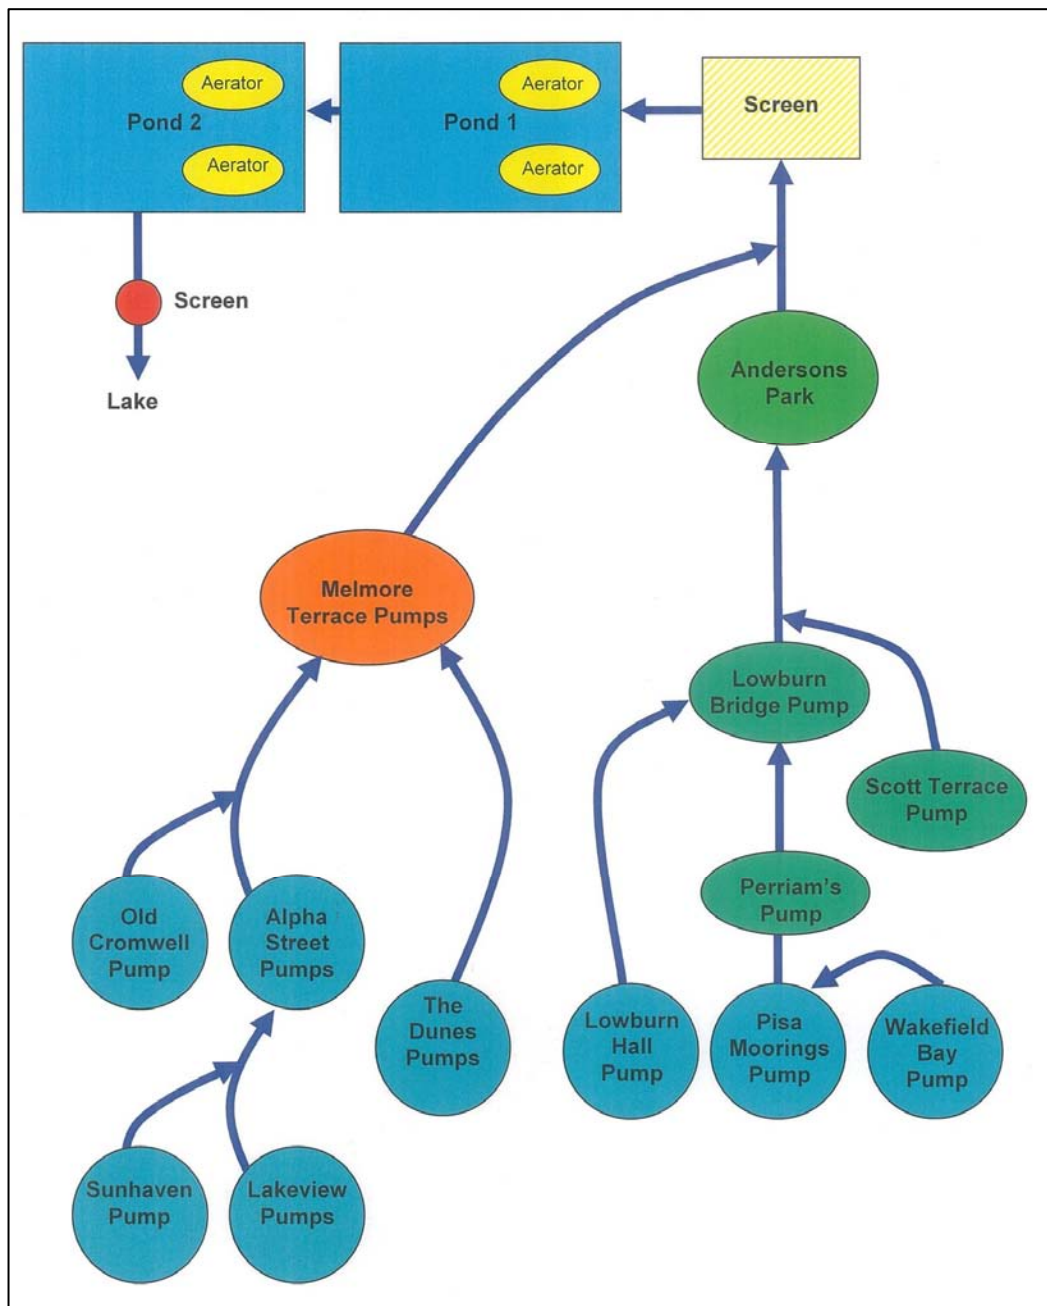 Aerator
Pond 2
Aerator
Aerator
Pond 1
Aerator
Screen
Screen
Lake
Andersons
Park
Melmore
Terrace Pumps
Lowburn
Bridge Pump
Scott Terrace
Pump
Perriam's
Pump
Old
Cromwell
Pump
Alpha
Street
Pumps
The
Dunes
Pumps
Lowburn
Hall
Pump
Pisa
Moorings
Pump
Wakefield
Bay
Pump
Sunhaven
Pump
Lakeview
Pumps